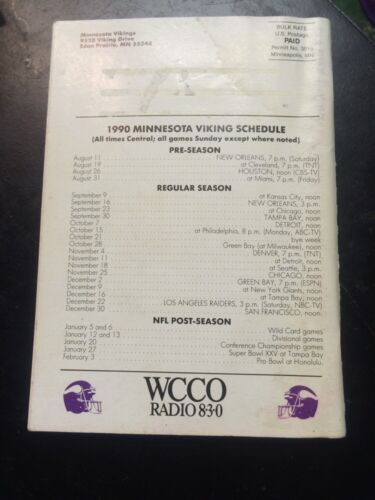 Minnesota Vikings
9520 Viking Drive
Eden Prairie, MN 55344
BULK RATE
U.S. Postage
PAID
Permit No.
Minneapolis, MN
1990 MINNESOTA VIKING SCHEDULE
(All times Central; all games Sunday except where noted)
PRE-SEASON
August 11 NEW ORLEANS, 7 p.m. (Saturday)
August 19 at Cleveland, 7 p.m. (TNT)
August 26 HOUSTON, noon (CBS-TV)
August 31 at Miami, 7 p.m. (Friday)
REGULAR SEASON
September 9 at Kansas City, noon
September 16 NEW ORLEANS, 3 p.m.
September 23 at Chicago, noon
September 30 TAMPA BAY, noon
October 7 DETROIT, noon
October 15 at Philadelphia, 8 p.m. (Monday, ABC-TV)
October 21 bye week
October 28 Green Bay (at Milwaukee), noon
November 4 DENVER, 7 p.m. (TNT)
November 11 at Detroit, noon
November 18 at Seattle, 3 p.m.
November 25 CHICAGO, noon
December 2 GREEN BAY, 7 p.m. (ESPN)
December 9 at New York Giants, noon
December 16 at Tampa Bay, noon
December 22 LOS ANGELES RAIDERS, 3 p.m. (Saturday, NBC-TV)
December 30 SAN FRANCISCO, noon
NFL POST-SEASON
January 5 and 6 Wild Card games
January 12 and 13 Divisional games
January 20 Conference Championship games
January 27 Super Bowl XXV at Tampa Bay
February 3 Pro Bowl at Honolulu
WCCO
RADIO 8·3·0